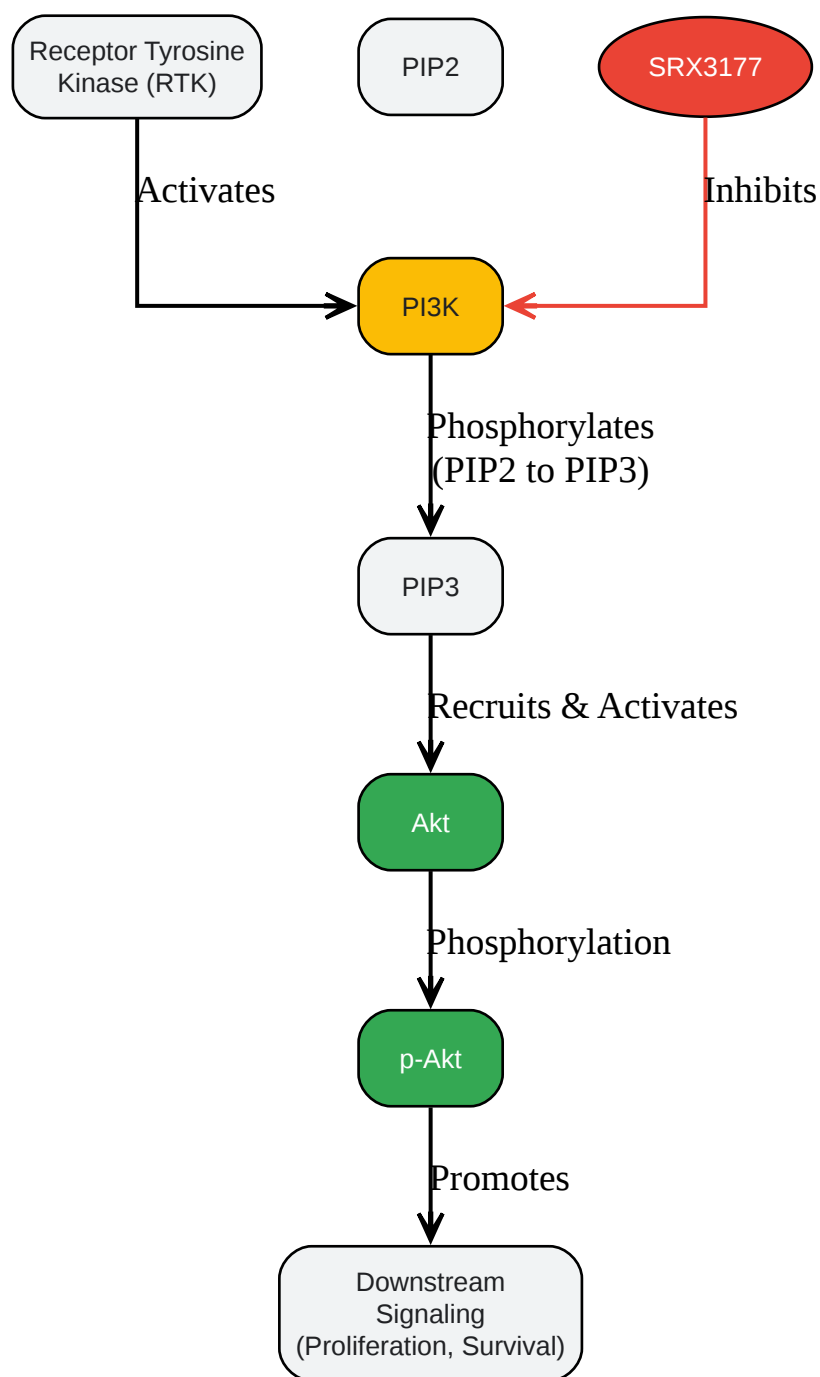 Receptor Tyrosine
Kinase (RTK)
PIP2
SRX3177
Activates
Inhibits
PI3K
Phosphorylates
(PIP2 to PIP3)
PIP3
Recruits & Activates
Akt
Phosphorylation
p-Akt
Promotes
Downstream
Signaling
(Proliferation, Survival)